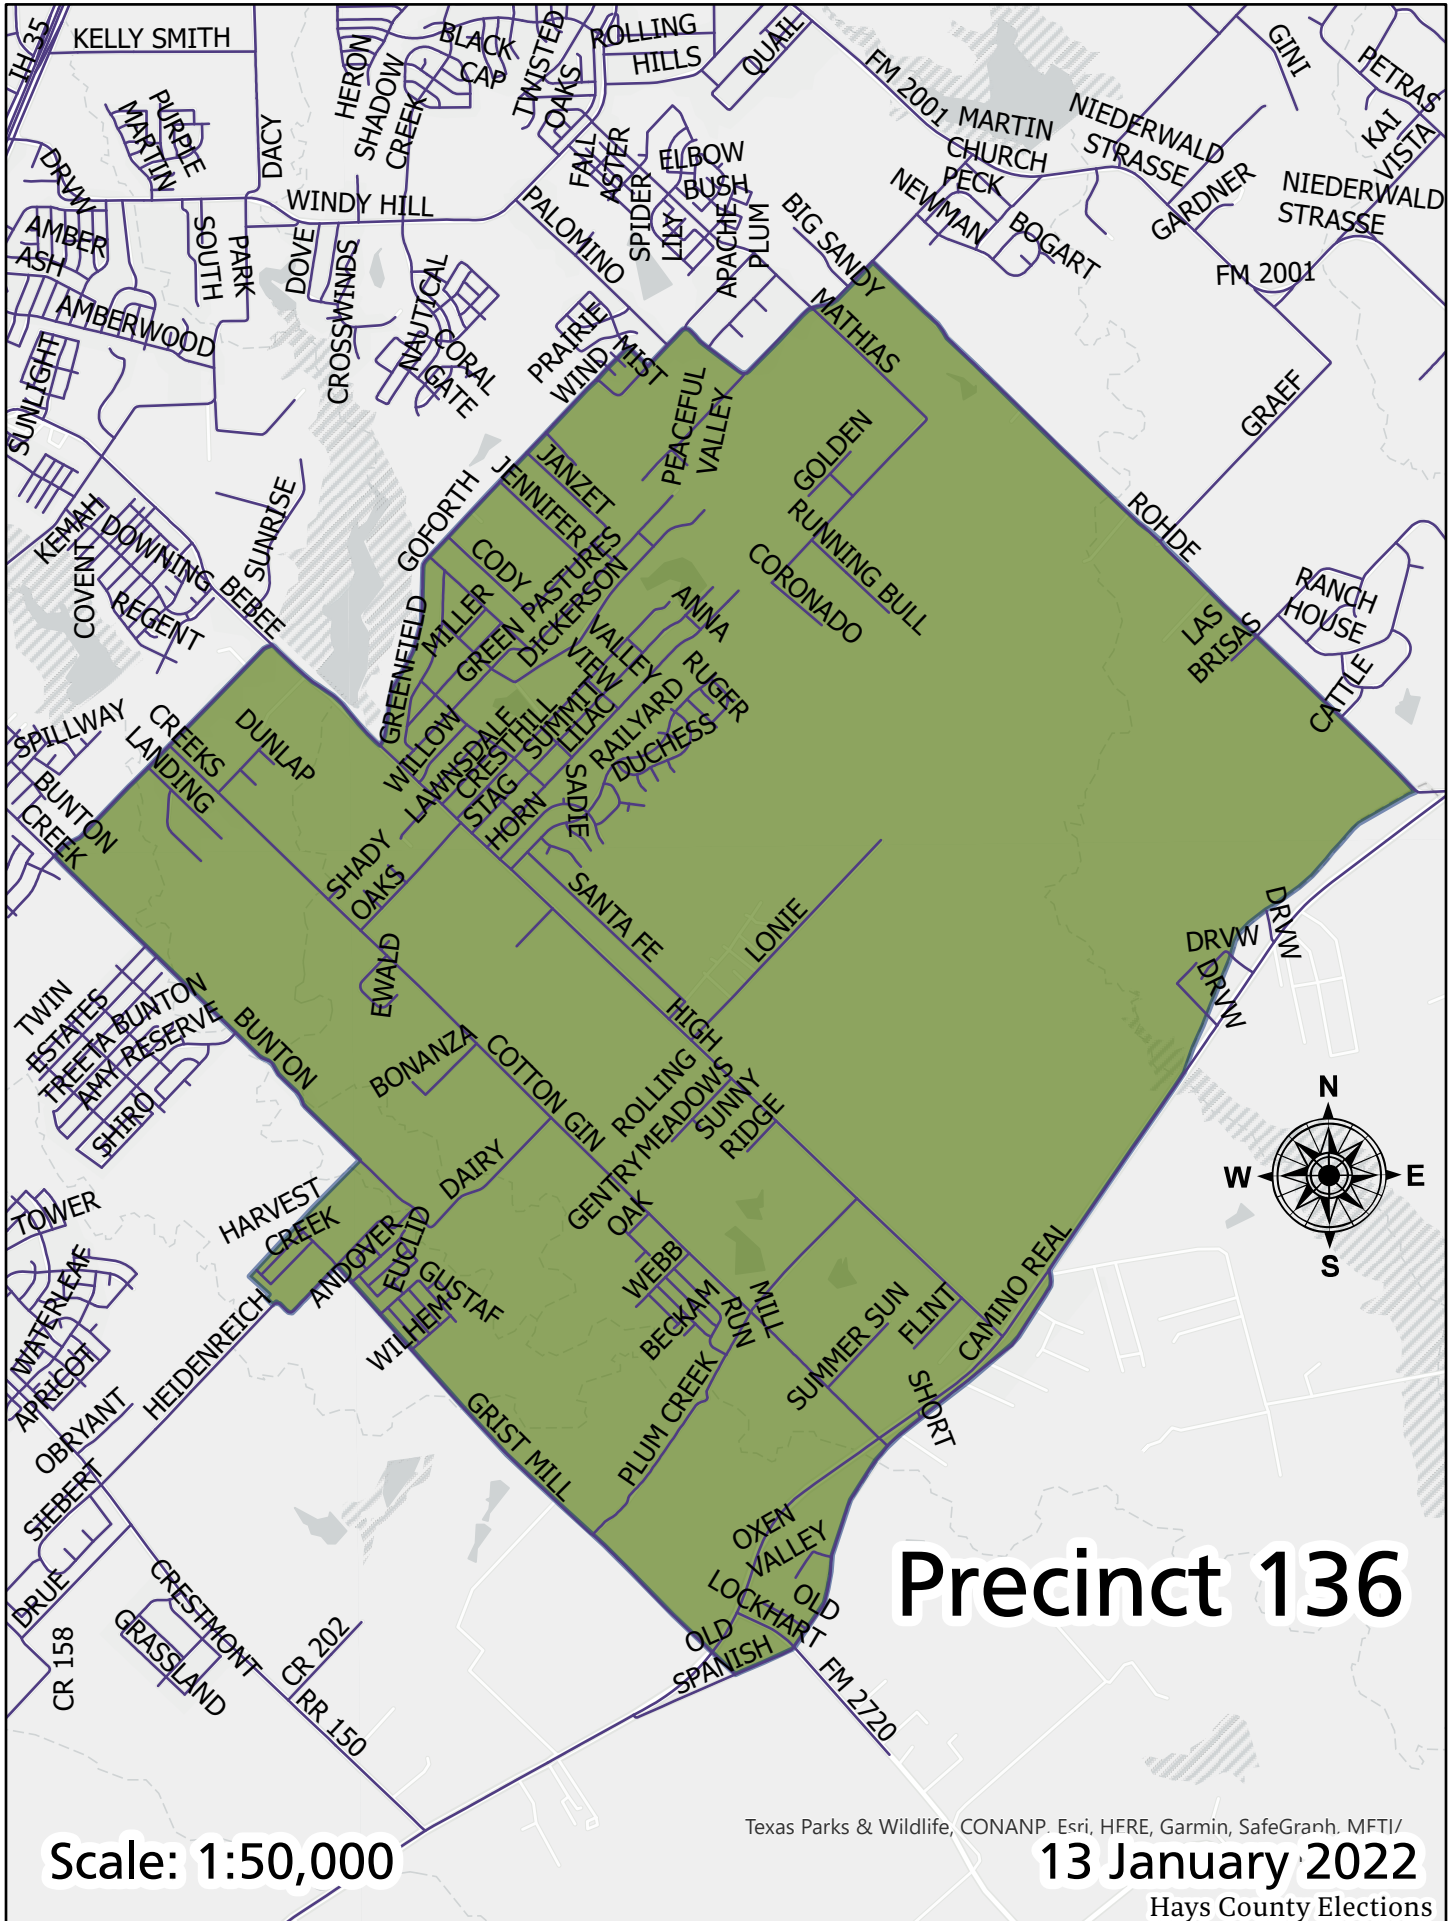 IH 35
KELLY SMITH
HERON
SHADOW
CREEK
BLACK
CAP
TWISTED
OAKS
ROLLING
HILLS
QUAIL
FM 2001
MARTIN
CHURCH
NIEDERWALD
STRASSE
GINI
PETRAS
KAI
VISTA
PURPLE
MARTIN
DACY
DRVW
WINDY HILL
FALL
ASTER
ELBOW
BUSH
SPIDER
LILY
APACHE
PLUM
PALOMINO
BIG SANDY
PECK
NEWMAN
BOGART
GARDNER
NIEDERWALD
STRASSE
FM 2001
AMBER
ASH
SOUTH
PARK
DOVE
CROSSWINDS
NAUTICAL
CORAL
GATE
AMBERWOOD
SUNLIGHT
PRAIRIE
WIND
MIST
MATHIAS
PEACEFUL
VALLEY
GRAEF
GOLDEN
JANZET
JENNIFER
GOFORTH
SUNRISE
KEMAH
DOWNING
COVENT
REGENT
BEBEE
RUNNING BULL
CORONADO
ROHDE
RANCH
HOUSE
LAS
BRISAS
CATTLE
CODY
GREEN PASTURES
DICKERSON
MILLER
GREENFIELD
ANNA
VALLEY
VIEW
RUGER
SUMMIT
LILAC
RAILYARD
DUCHESS
WILLOW
LAWNSDALE
CRESTHILL
STAG
HORN
SADIE
SPILLWAY
CREEKS
LANDING
DUNLAP
BUNTON
CREEK
SHADY
OAKS
SANTA FE
LONIE
EWALD
DRVW
DRVW
DRVW
TWIN
ESTATES
TREETA BUNTON
AMY RESERVE
SHIRO
BUNTON
BONANZA
COTTON GIN
HIGH
ROLLING
MEADOWS
SUNNY
RIDGE
DAIRY
GENTRY
OAK
N
W
E
S
TOWER
HARVEST
CREEK
ANDOVER
EUCLID
GUSTAF
WILHEM
WATERLEAF
APRICOT
HEIDENREICH
OBRYANT
SIEBERT
WEBB
BECKAM
RUN
MILL
SUMMER SUN
FLINT
CAMINO REAL
SHORT
PLUM CREEK
GRIST MILL
OXEN
VALLEY
Precinct 136
LOCKHART
OLD
OLD
SPANISH
FM 2720
DRUE
CRESTMONT
GRASSLAND
CR 158
CR 202
RR 150
Texas Parks & Wildlife, CONANP, Esri, HERE, Garmin, SafeGraph, METI/
Scale: 1:50,000
13 January 2022
Hays County Elections